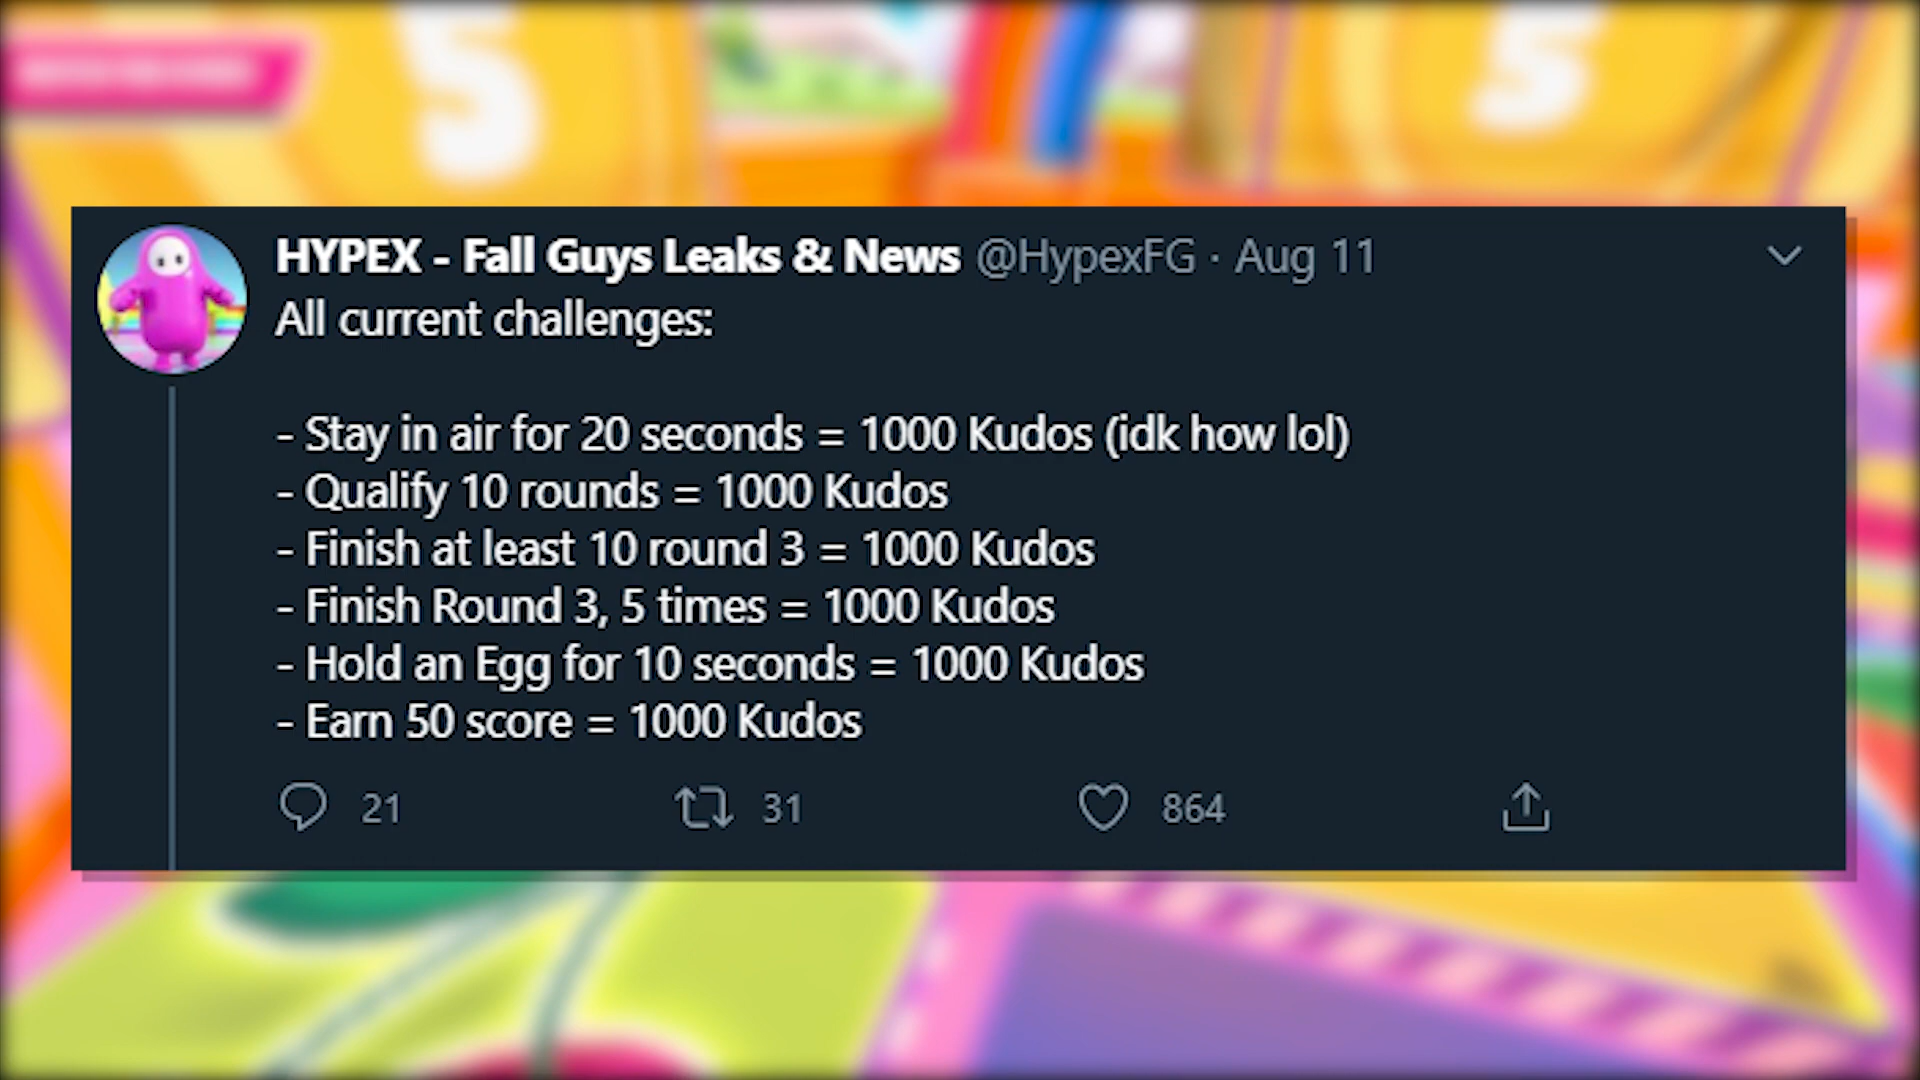 5
5
HYPEX - Fall Guys Leaks & News @HypexFG · Aug 11
All current challenges:
- Stay in air for 20 seconds = 1000 Kudos (idk how lol)
- Qualify 10 rounds = 1000 Kudos
- Finish at least 10 round 3 = 1000 Kudos
- Finish Round 3, 5 times = 1000 Kudos
- Hold an Egg for 10 seconds = 1000 Kudos
- Earn 50 score = 1000 Kudos
21 31 864